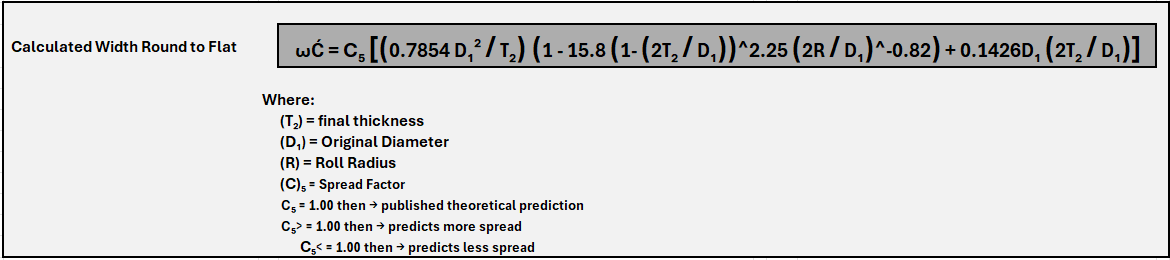 Calculated Width Round to Flat
ωĆ = C₅ [(0.7854 D₁² / T₂) (1 - 15.8 (1- (2T₂ / D₁))^2.25 (2R / D₁)^-0.82) + 0.1426D₁ (2T₂ / D₁)]
Where:
(T₂) = final thickness
(D₁) = Original Diameter
(R) = Roll Radius
(C)₅ = Spread Factor
C₅ = 1.00 then → published theoretical prediction
C₅> = 1.00 then → predicts more spread
C₅< = 1.00 then → predicts less spread